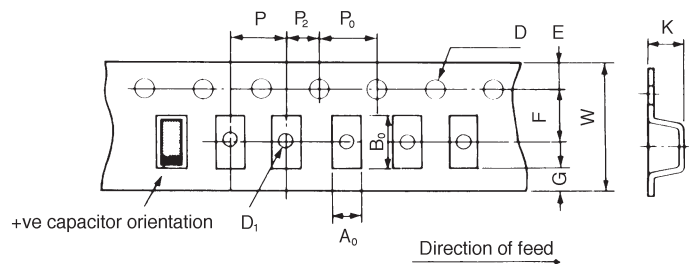 P P₂ P₀ D E K
F W
B₀
G
+ve capacitor orientation D₁
A₀
Direction of feed